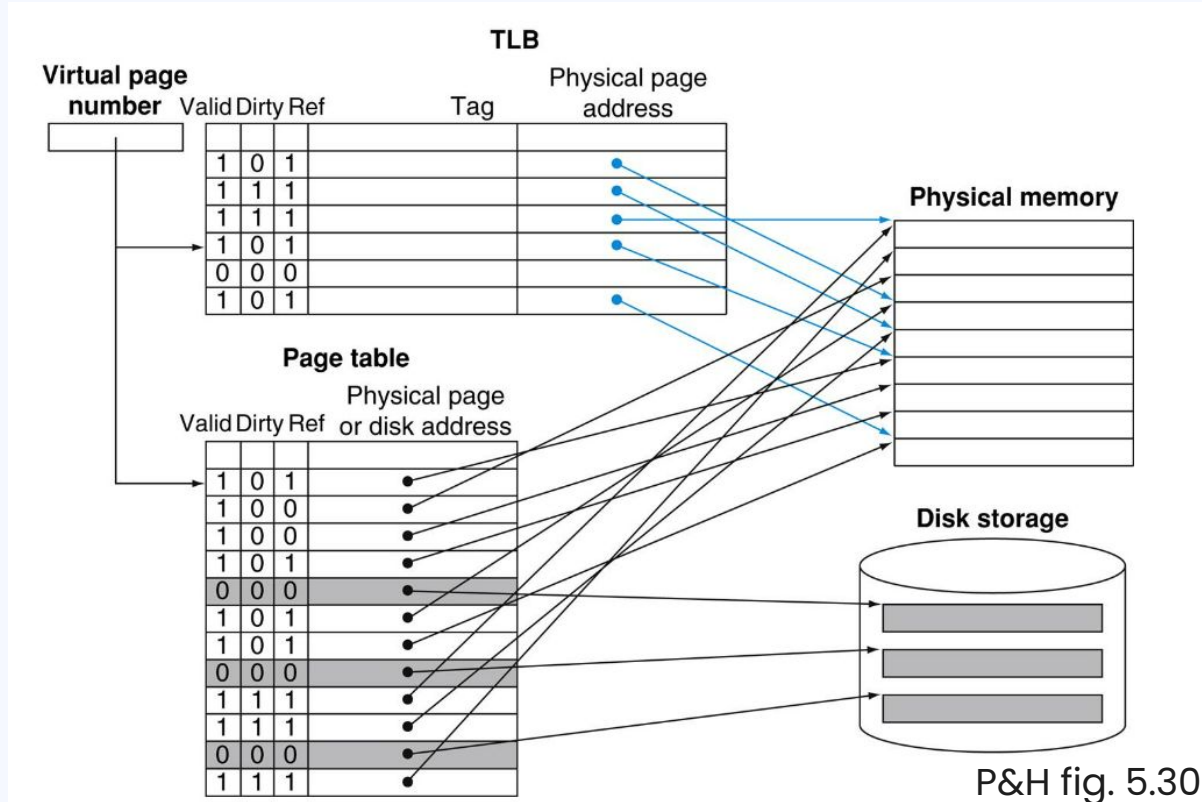 TLB
Virtual page
number
Valid Dirty Ref
Tag
Physical page
address
1 0 1
1 1 1
1 1 1
1 0 1
0 0 0
1 0 1
Physical memory
Page table
Valid Dirty Ref
Physical page
or disk address
1 0 1
1 0 0
1 0 0
1 0 1
0 0 0
1 0 1
1 0 1
0 0 0
1 1 1
1 1 1
0 0 0
1 1 1
Disk storage
P&H fig. 5.30